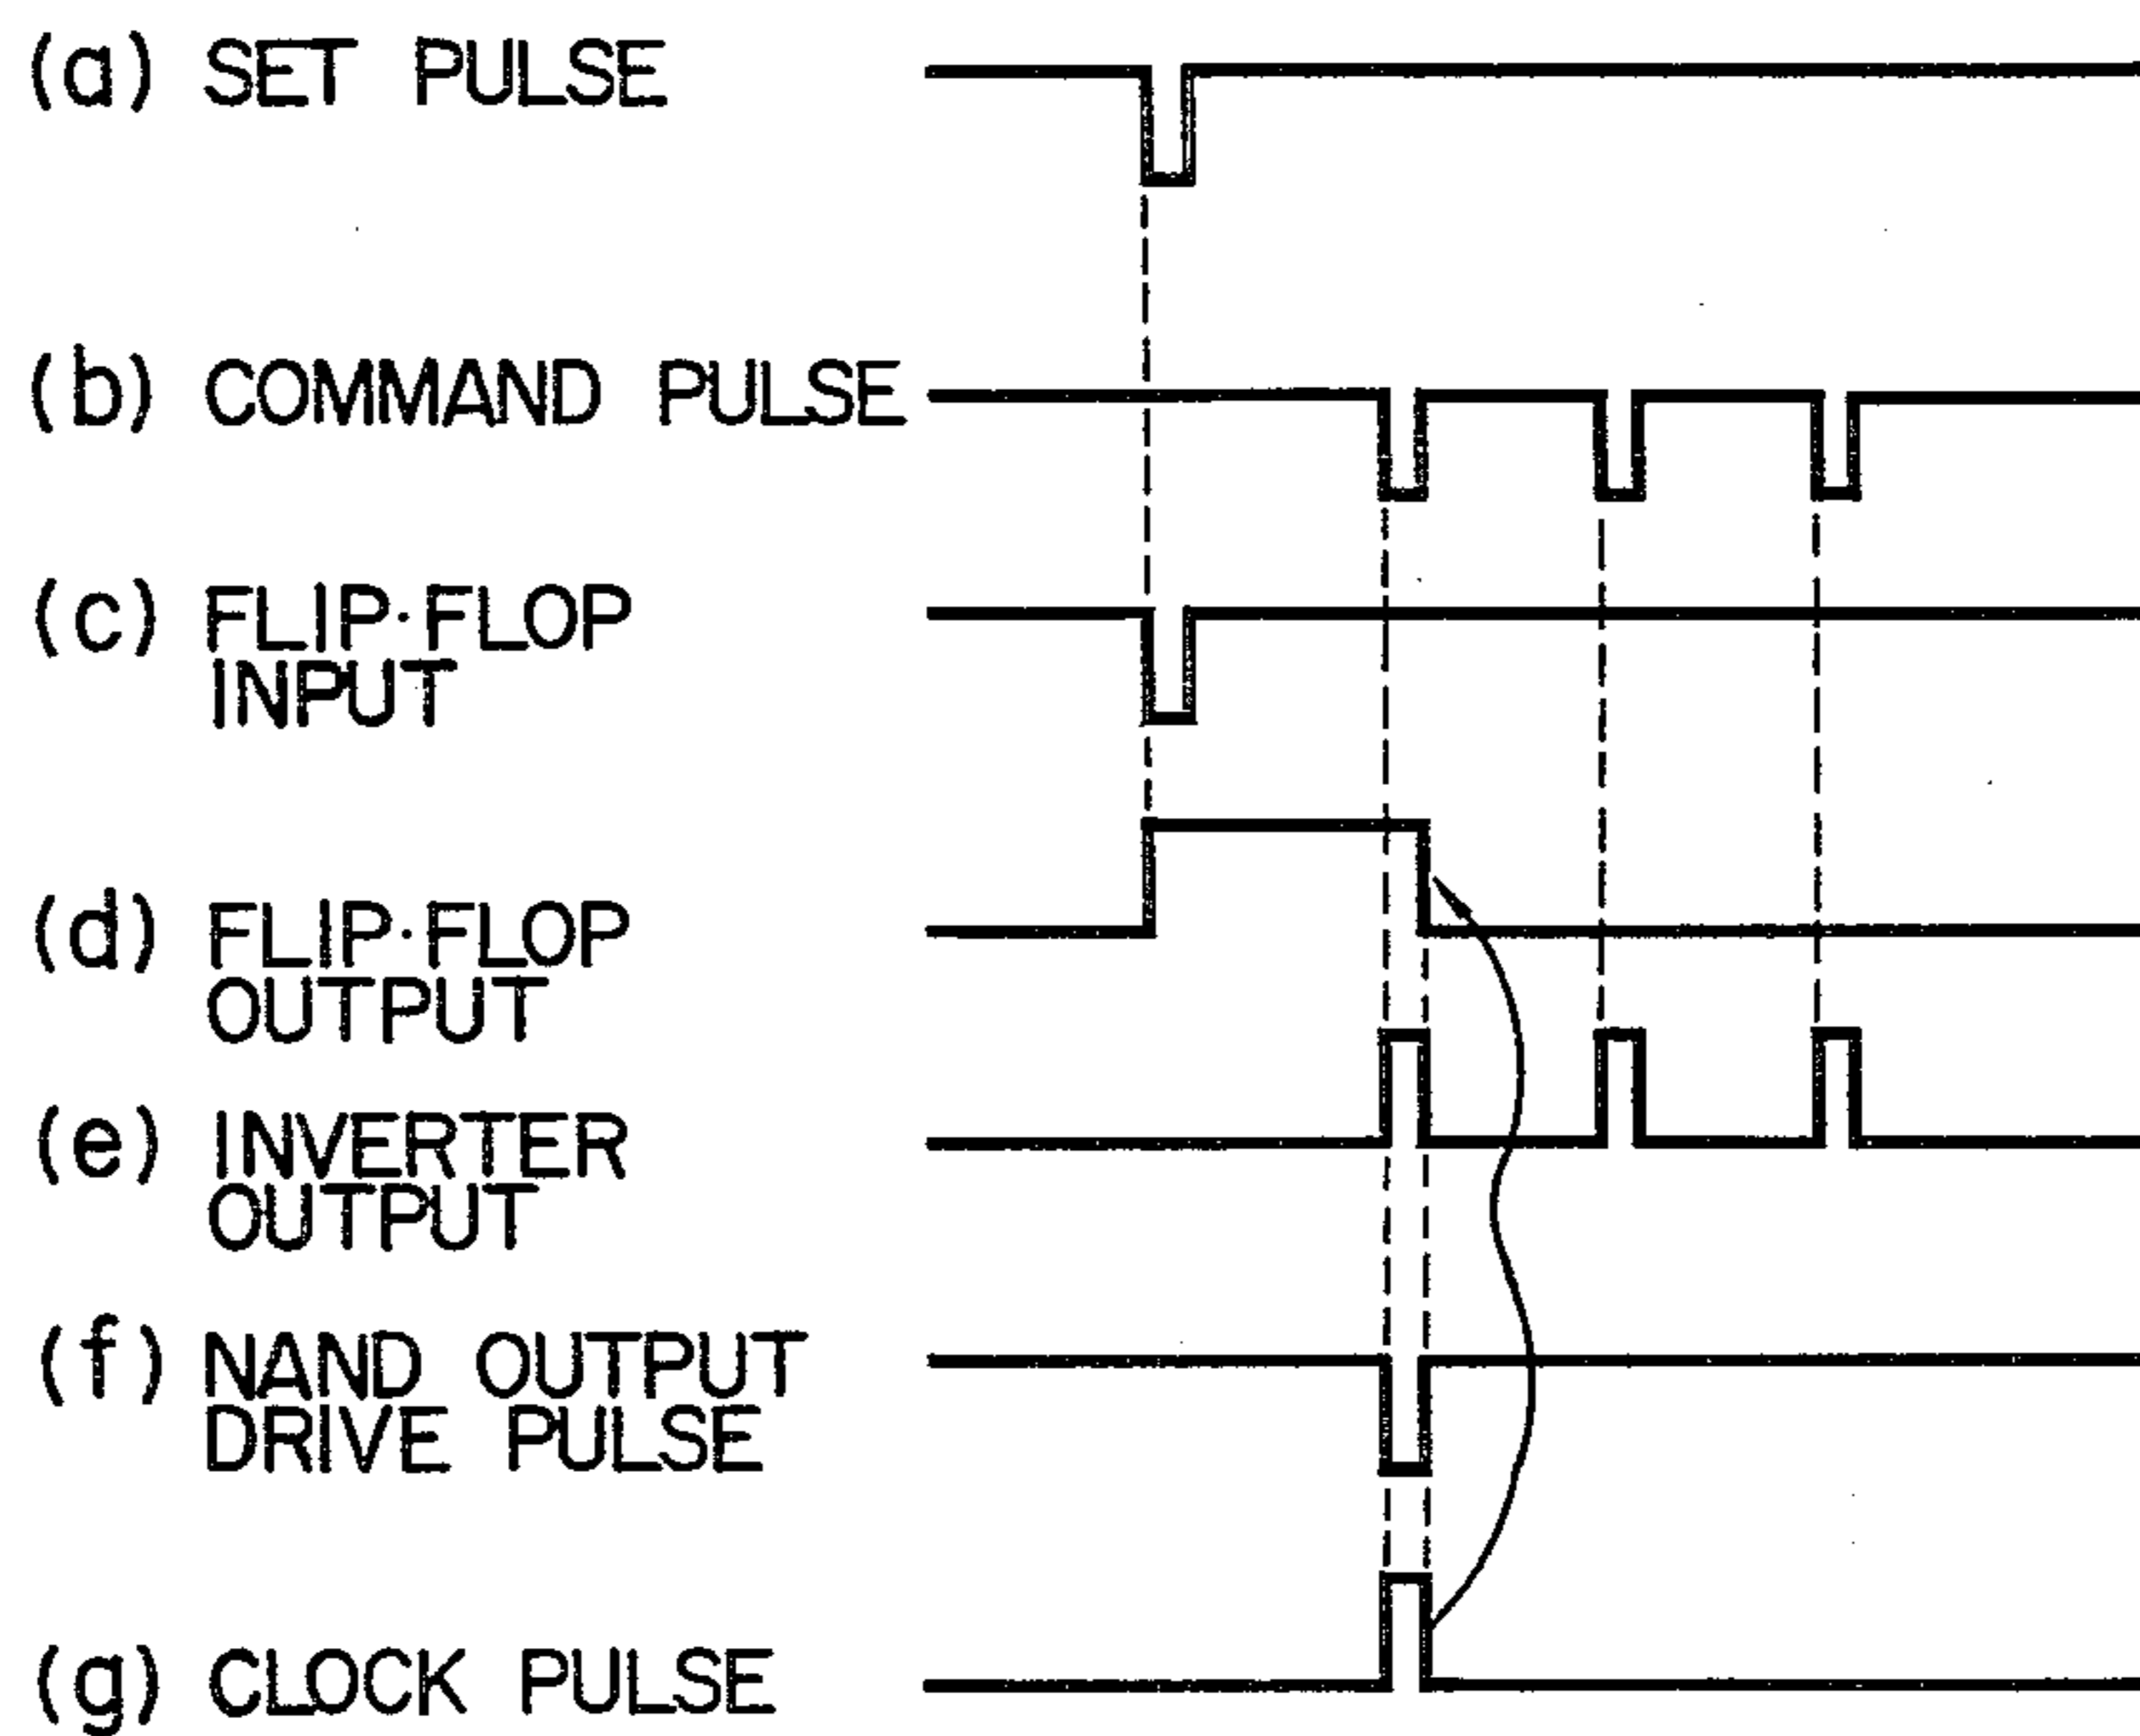 (a) SET PULSE
(b) COMMAND PULSE
(c) FLIP·FLOP
INPUT
(d) FLIP·FLOP
OUTPUT
(e) INVERTER
OUTPUT
(f) NAND OUTPUT
DRIVE PULSE
(g) CLOCK PULSE